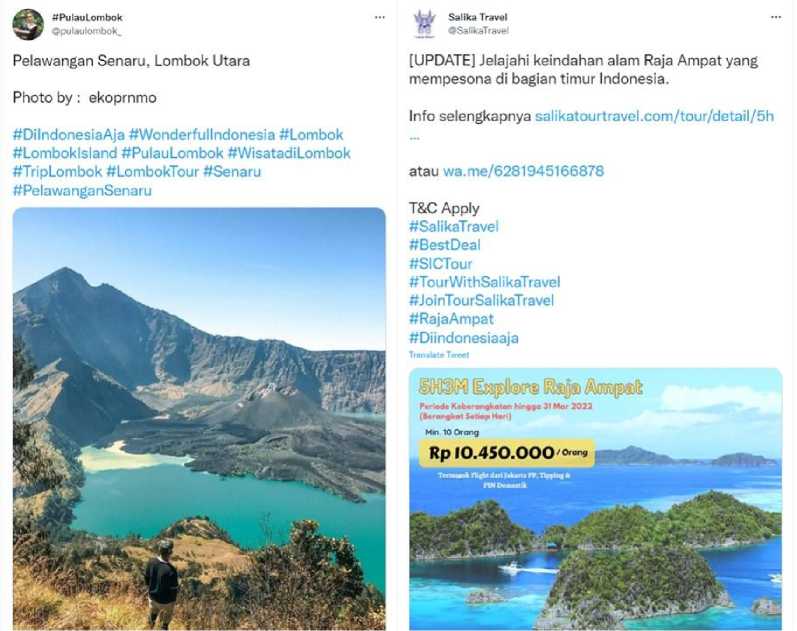 #PulauLombok
@pulaulombok_
Pelawangan Senaru, Lombok Utara
Photo by : ekoprnmo
#DiIndonesiaAja #WonderfulIndonesia #Lombok
#LombokIsland #PulauLombok #WisatadiLombok
#TripLombok #LombokTour #Senaru
#PelawanganSenaru
Salika Travel
@SalikaTravel
[UPDATE] Jelajahi keindahan alam Raja Ampat yang
mempesona di bagian timur Indonesia.
Info selengkapnya salikatourtravel.com/tour/detail/5h
...
atau wa.me/6281945166878
T&C Apply
#SalikaTravel
#BestDeal
#SICTour
#TourWithSalikaTravel
#JoinTourSalikaTravel
#RajaAmpat
#Diindonesiaaja
Translate Tweet
5H3M Explore Raja Ampat
Periode Keberangkatan hingga 31 Mar 2022
(Berangkat Setiap Hari)
Min. 10 Orang
Rp 10.450.000/Orang
Termasuk Flight dari Jakarta PP, Tipping &
PIN Domestik